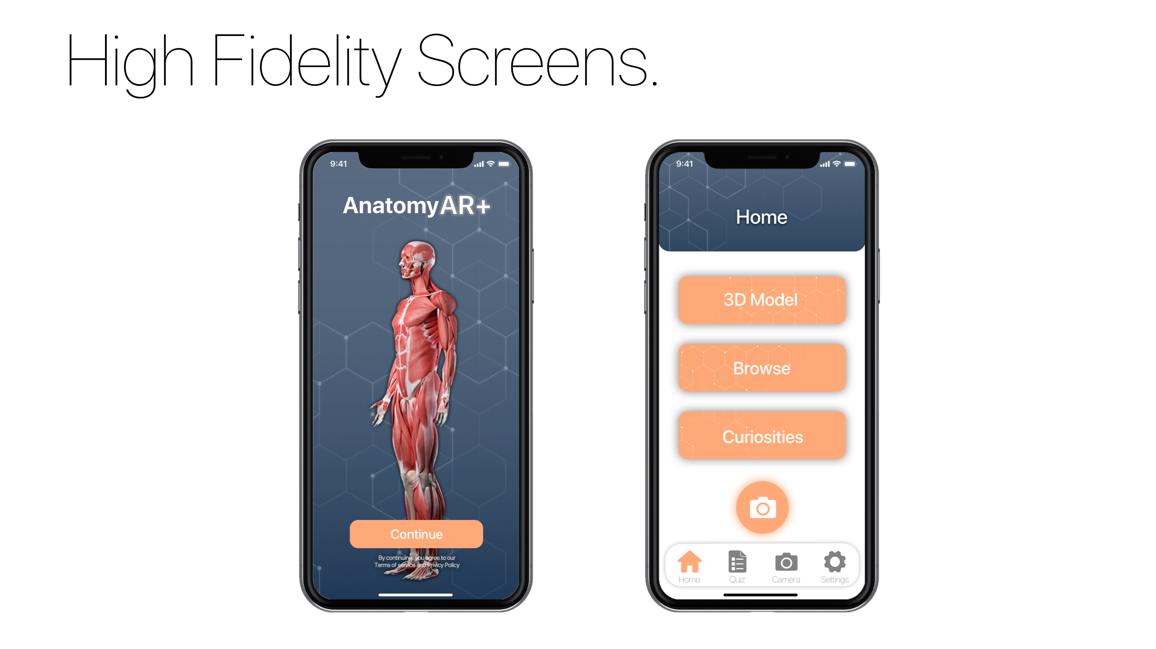 High Fidelity Screens.
9:41
AnatomyAR+
Continue
By continuing you agree to our
Terms of service and Privicy Policy
9:41
Home
3D Model
Browse
Curiosities
Home Quiz Camera Settings